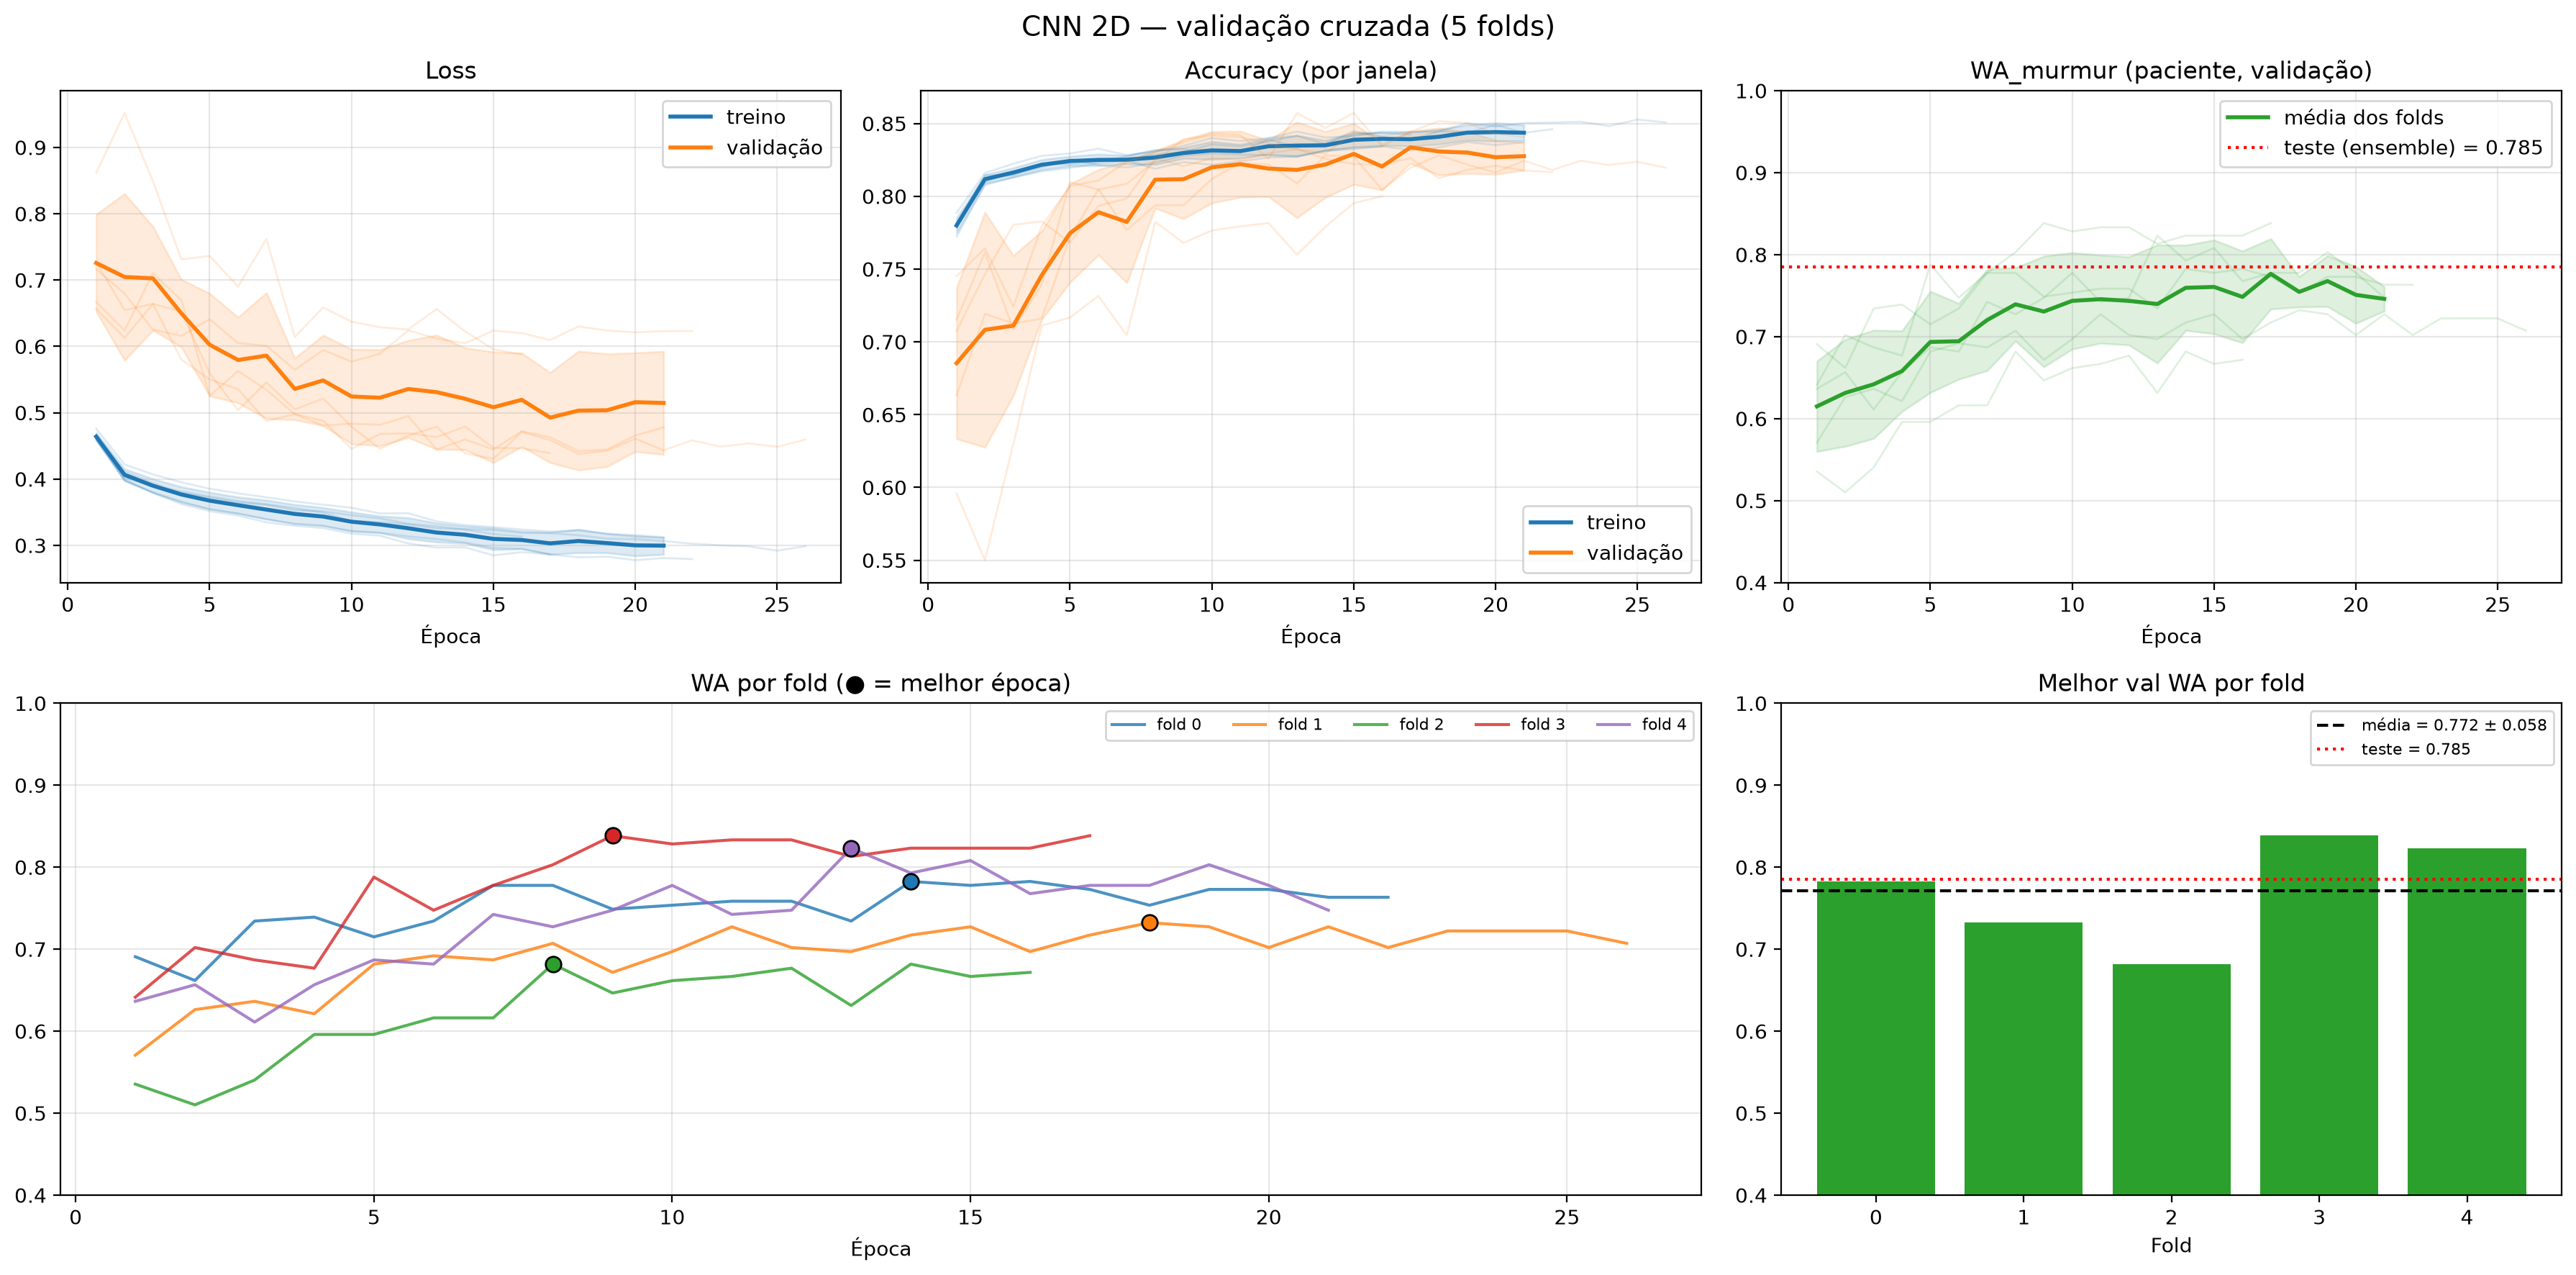 CNN 2D — validação cruzada (5 folds)
Loss
treino
validação
0.9
0.8
0.7
0.6
0.5
0.4
0.3
0 5 10 15 20 25
Época
Accuracy (por janela)
0.85
0.80
0.75
0.70
0.65
0.60
0.55
treino
validação
0 5 10 15 20 25
Época
WA_murmur (paciente, validação)
média dos folds
teste (ensemble) = 0.785
1.0
0.9
0.8
0.7
0.6
0.5
0.4
0 5 10 15 20 25
Época
WA por fold (● = melhor época)
fold 0 fold 1 fold 2 fold 3 fold 4
1.0
0.9
0.8
0.7
0.6
0.5
0.4
0 5 10 15 20 25
Época
Melhor val WA por fold
média = 0.772 ± 0.058
teste = 0.785
1.0
0.9
0.8
0.7
0.6
0.5
0.4
0 1 2 3 4
Fold